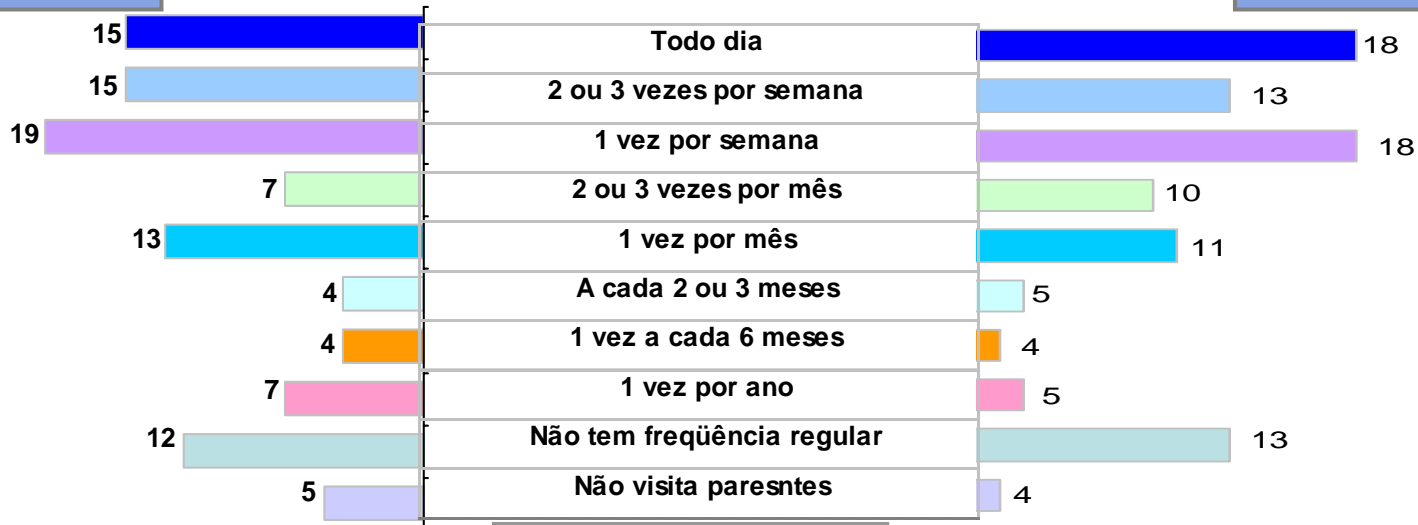 15 Todo dia 18
15 2 ou 3 vezes por semana 13
19 1 vez por semana 18
7 2 ou 3 vezes por mês 10
13 1 vez por mês 11
4 A cada 2 ou 3 meses 5
4 1 vez a cada 6 meses 4
7 1 vez por ano 5
12 Não tem freqüência regular 13
5 Não visita paresntes 4